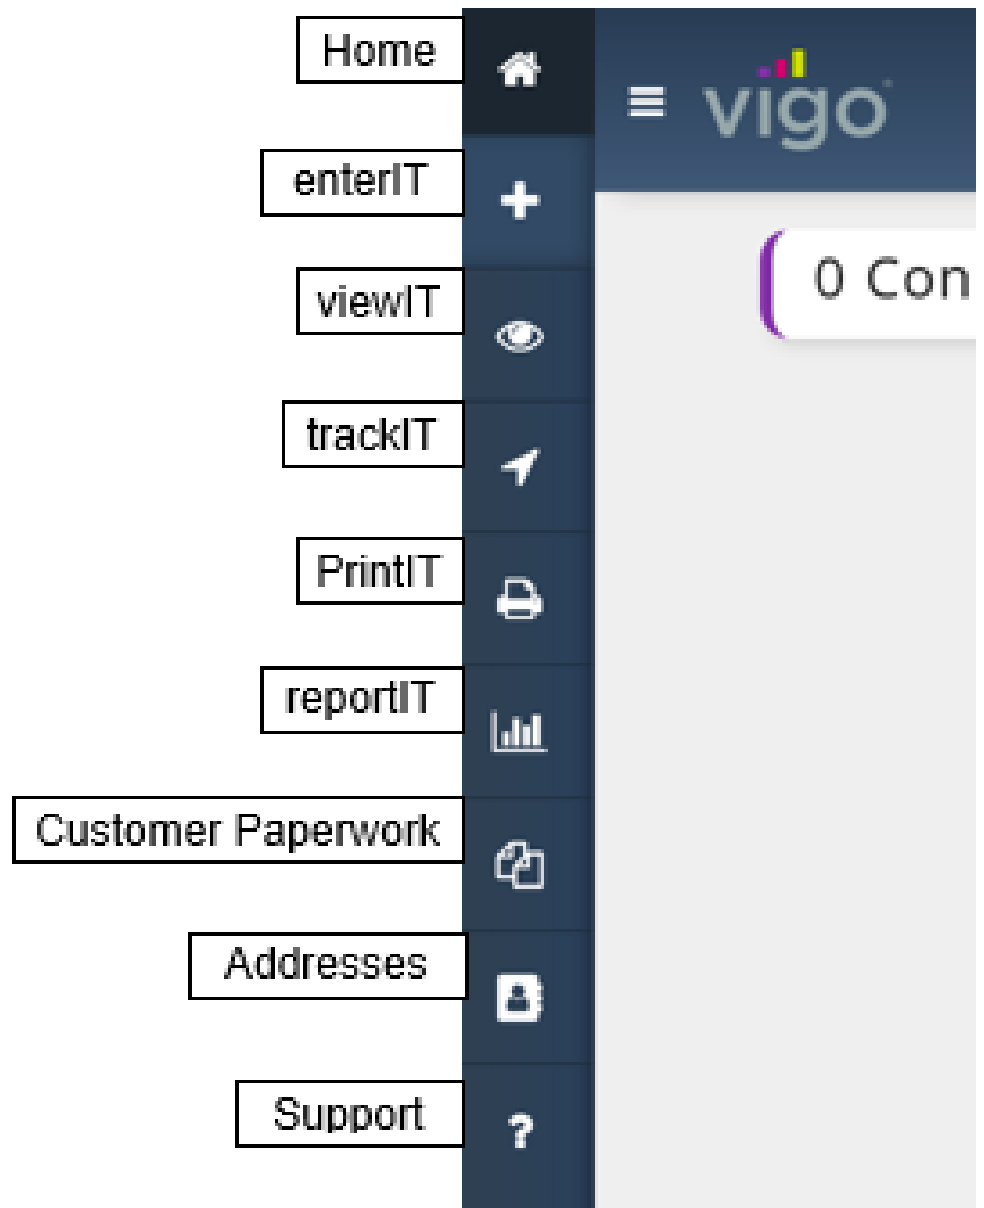 Home
vigo
enterIT
0 Con
viewIT
trackIT
PrintIT
reportIT
Customer Paperwork
Addresses
Support
?